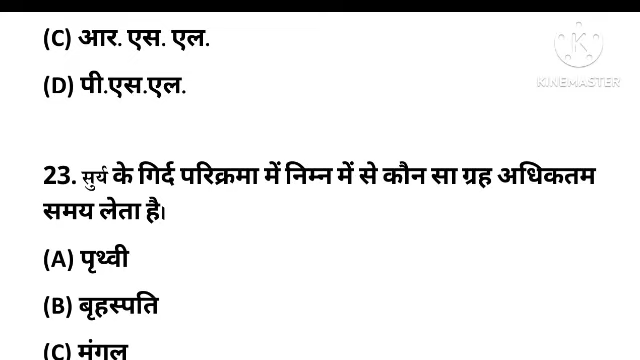 (C) आर. एस. एल.
(D) पी.एस.एल.
23. सुर्य के गिर्द परिक्रमा में निम्न में से कौन सा ग्रह अधिकतम
समय लेता है।
(A) पृथ्वी
(B) बृहस्पति
(C) मंगल
K
KINEMASTER